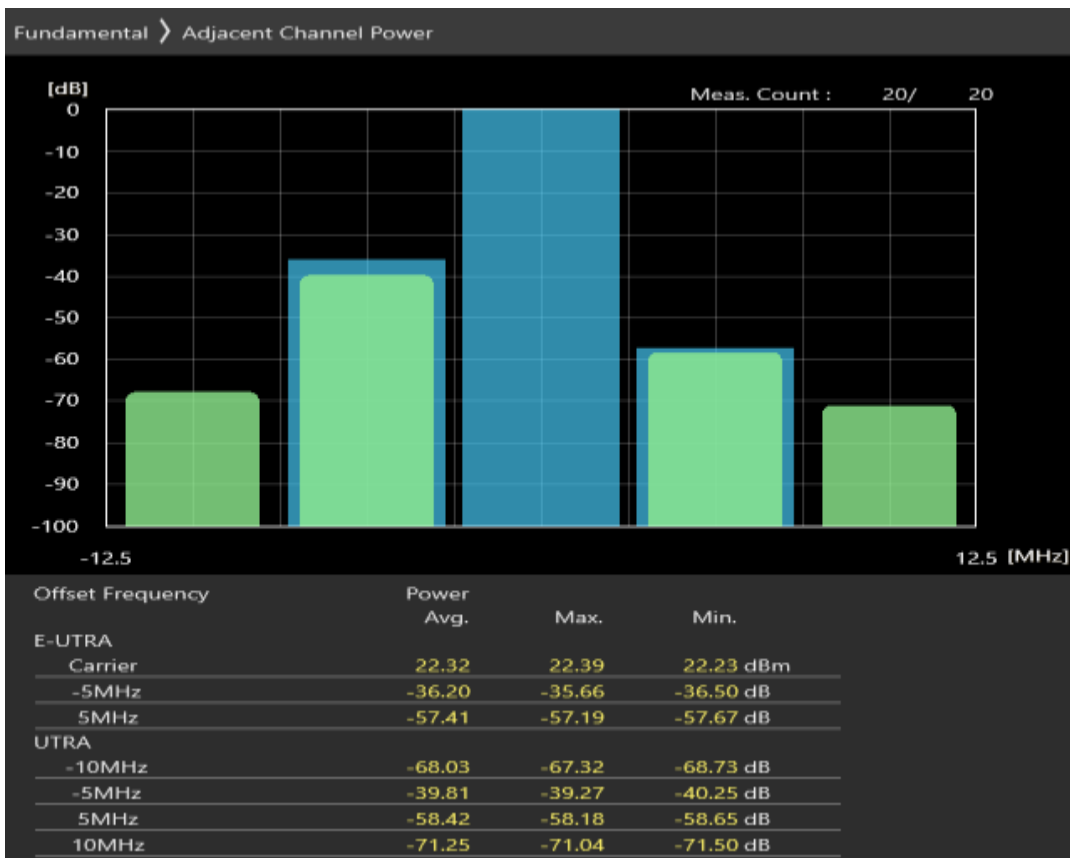 Fundamental ❯ Adjacent Channel Power
[dB]
Meas. Count : 20/ 20
0
-10
-20
-30
-40
-50
-60
-70
-80
-90
-100
-12.5 12.5 [MHz]
Offset Frequency Power
Avg. Max. Min.
E-UTRA
Carrier 22.32 22.39 22.23 dBm
-5MHz -36.20 -35.66 -36.50 dB
5MHz -57.41 -57.19 -57.67 dB
UTRA
-10MHz -68.03 -67.32 -68.73 dB
-5MHz -39.81 -39.27 -40.25 dB
5MHz -58.42 -58.18 -58.65 dB
10MHz -71.25 -71.04 -71.50 dB